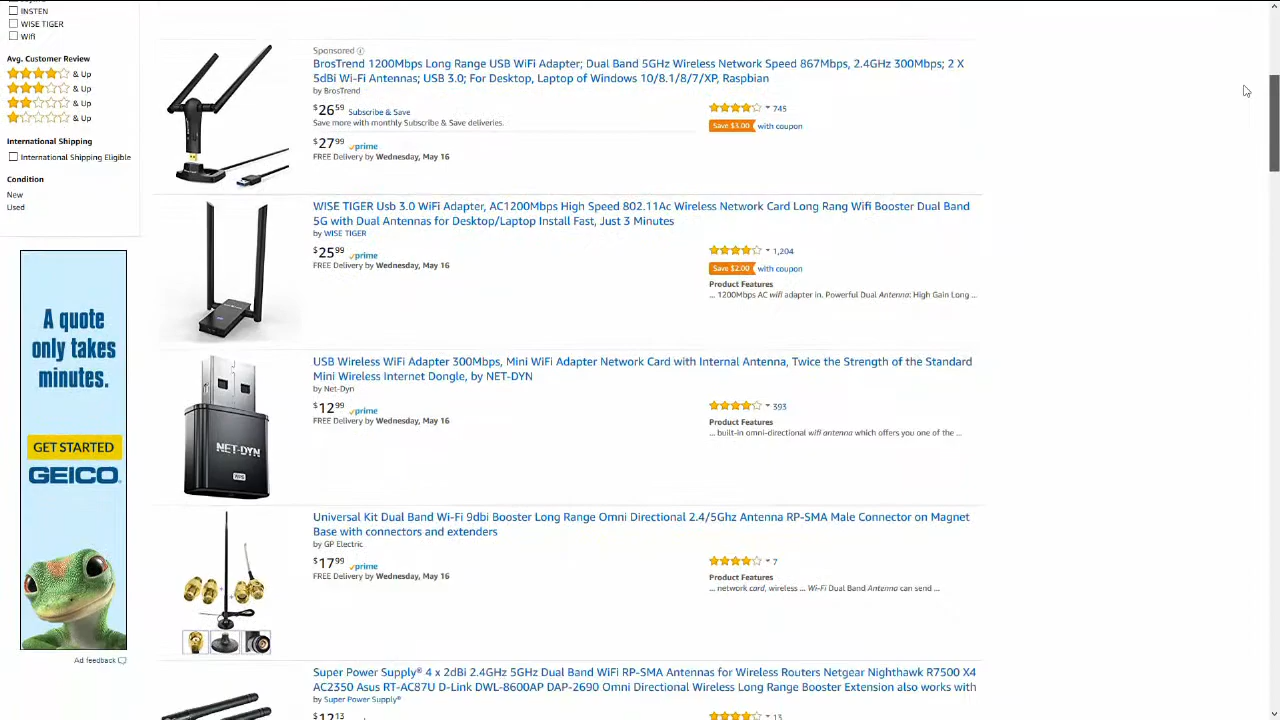 INSTEN
WISE TIGER
Wifi
Avg. Customer Review
& Up
& Up
& Up
& Up
International Shipping
International Shipping Eligible
Condition
New
Used
A quote
only takes
minutes.
GET STARTED
GEICO.
Ad feedback
Sponsored
BrosTrend 1200Mbps Long Range USB WiFi Adapter; Dual Band 5GHz Wireless Network Speed 867Mbps, 2.4GHz 300Mbps; 2 X
5dBi Wi-Fi Antennas; USB 3.0; For Desktop, Laptop of Windows 10/8.1/8/7/XP, Raspbian
by BrosTrend
$26 59 Subscribe & Save
Save more with monthly Subscribe & Save deliveries.
$27 99 prime
FREE Delivery by Wednesday, May 16
745
Save $3.00 with coupon
WISE TIGER Usb 3.0 WiFi Adapter, AC1200Mbps High Speed 802.11Ac Wireless Network Card Long Rang Wifi Booster Dual Band
5G with Dual Antennas for Desktop/Laptop Install Fast, Just 3 Minutes
by WISE TIGER
$25 99 prime
FREE Delivery by Wednesday, May 16
1,204
Save $2.00 with coupon
Product Features
... 1200Mbps AC wifi adapter in. Powerful Dual Antenna: High Gain Long ...
USB Wireless WiFi Adapter 300Mbps, Mini WiFi Adapter Network Card with Internal Antenna, Twice the Strength of the Standard
Mini Wireless Internet Dongle, by NET-DYN
by Net-Dyn
$12 99 prime
FREE Delivery by Wednesday, May 16
393
Product Features
... built-in omni-directional wifi antenna which offers you one of the ...
NET-DYN
Universal Kit Dual Band Wi-Fi 9dbi Booster Long Range Omni Directional 2.4/5Ghz Antenna RP-SMA Male Connector on Magnet
Base with connectors and extenders
by GP Electric
$17 99 prime
FREE Delivery by Wednesday, May 16
7
Product Features
... network card, wireless ... Wi-Fi Dual Band Antenna can send ...
Super Power Supply® 4 x 2dBi 2.4GHz 5GHz Dual Band WiFi RP-SMA Antennas for Wireless Routers Netgear Nighthawk R7500 X4
AC2350 Asus RT-AC87U D-Link DWL-8600AP DAP-2690 Omni Directional Wireless Long Range Booster Extension also works with
by Super Power Supply®
$12 13
13